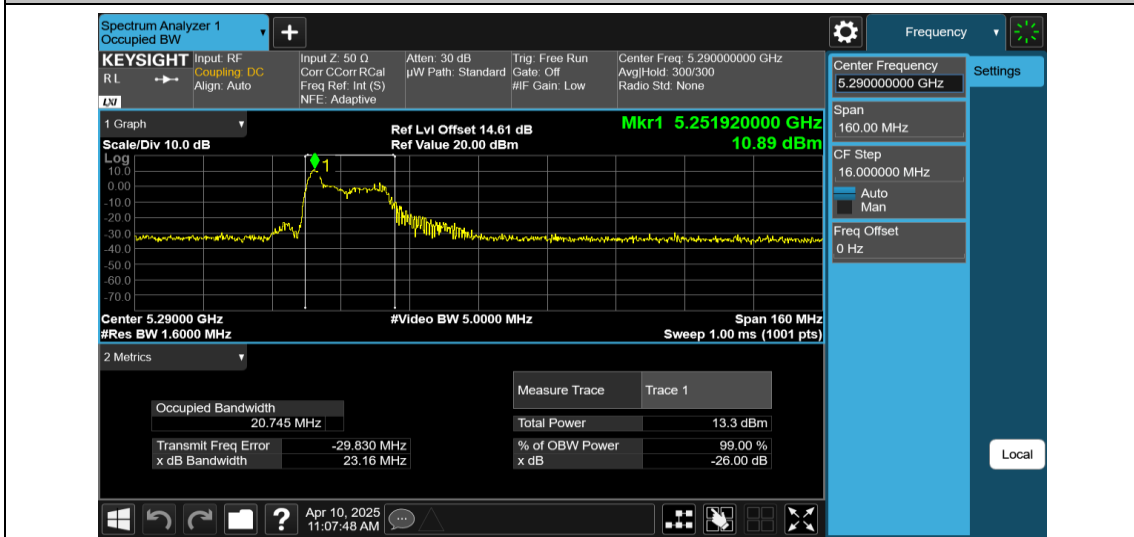 Spectrum Analyzer 1
Occupied BW
+
Frequency
KEYSIGHT
R L
LXI
Input: RF
Coupling: DC
Align: Auto
Input Z: 50 Ω
Corr CCorr RCal
Freq Ref: Int (S)
NFE: Adaptive
Atten: 30 dB
µW Path: Standard
Trig: Free Run
Gate: Off
#IF Gain: Low
Center Freq: 5.290000000 GHz
Avg|Hold: 300/300
Radio Std: None
Center Frequency
5.290000000 GHz
Settings
Span
160.00 MHz
CF Step
16.000000 MHz
Auto
Man
Freq Offset
0 Hz
1 Graph
Scale/Div 10.0 dB
Ref Lvl Offset 14.61 dB
Ref Value 20.00 dBm
Mkr1 5.251920000 GHz
10.89 dBm
Log
1
10.0
0.00
-10.0
-20.0
-30.0
-40.0
-50.0
-60.0
-70.0
Center 5.29000 GHz
#Res BW 1.6000 MHz
#Video BW 5.0000 MHz
Span 160 MHz
Sweep 1.00 ms (1001 pts)
2 Metrics
Measure Trace Trace 1
Occupied Bandwidth
20.745 MHz
Total Power 13.3 dBm
Transmit Freq Error -29.830 MHz
% of OBW Power 99.00 %
x dB Bandwidth 23.16 MHz
x dB -26.00 dB
Local
?
Apr 10, 2025
11:07:48 AM